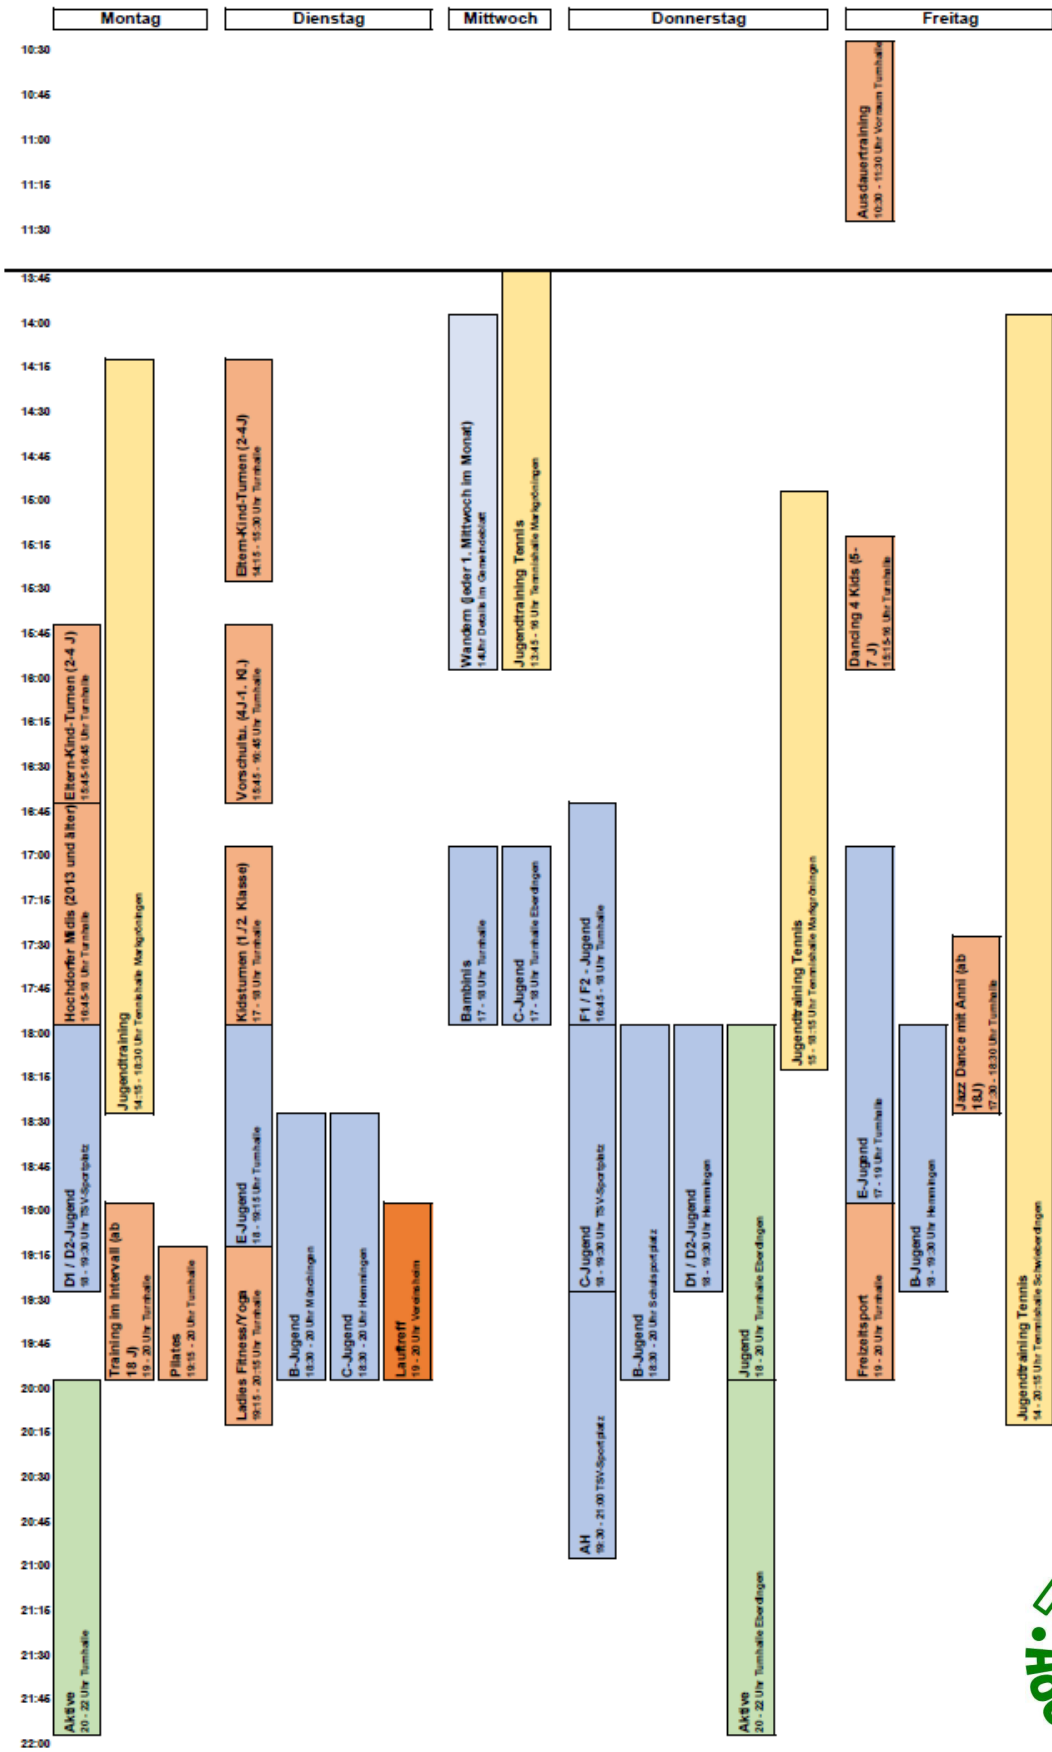 Montag
Dienstag
Mittwoch
Donnerstag
Freitag
10:30
10:45
11:00
11:15
11:30
13:45
14:00
14:15
14:30
14:45
15:00
15:15
15:30
15:45
16:00
16:15
16:30
16:45
17:00
17:15
17:30
17:45
18:00
18:15
18:30
18:45
19:00
19:15
19:30
19:45
20:00
20:15
20:30
20:45
21:00
21:15
21:30
21:45
22:00
Eltern-Kind-Turnen (2-4 J)
15:45-16:45 Uhr Turnhalle
Hochdorfer Midis (2013 und älter)
16:45-18 Uhr Turnhalle
D1 / D2-Jugend
18 - 19:30 Uhr TSV-Sportplatz
Aktive
20 - 22 Uhr Turnhalle
Jugendtraining
14:15 - 18:30 Uhr Tennishalle Markgröningen
Training im Intervall (ab
18 J)
19 - 20 Uhr Turnhalle
Pilates
19:15 - 20 Uhr Turnhalle
Eltern-Kind-Turnen (2-4J)
14:15 - 15:30 Uhr Turnhalle
Vorschultu. (4J-1. Kl.)
15:45 - 16:45 Uhr Turnhalle
Kidsturnen (1./2. Klasse)
17 - 18 Uhr Turnhalle
E-Jugend
18 - 19:15 Uhr Turnhalle
Ladies Fitness/Yoga
19:15 - 20:15 Uhr Turnhalle
B-Jugend
18:30 - 20 Uhr Münchingen
C-Jugend
18:30 - 20 Uhr Hemmingen
Lauftreff
19 - 20 Uhr Vereinsheim
Wandern (jeder 1. Mittwoch im Monat)
14Uhr Details im Gemeindeblatt
Jugendtraining Tennis
13:45 - 16 Uhr Tennishalle Markgröningen
Bambinis
17 - 18 Uhr Turnhalle
C-Jugend
17 - 18 Uhr Turnhalle Eberdingen
F1 / F2 - Jugend
16:45 - 18 Uhr Turnhalle
C-Jugend
18 - 19:30 Uhr TSV-Sportplatz
AH
19:30 - 21:00 TSV-Sportplatz
B-Jugend
18:30 - 20 Uhr Schulsportplatz
D1 / D2-Jugend
18 - 19:30 Uhr Hemmingen
Jugend
18 - 20 Uhr Turnhalle Eberdingen
Aktive
20 - 22 Uhr Turnhalle Eberdingen
Jugendtraining Tennis
15 - 18:15 Uhr Tennishalle Markgröningen
Ausdauertraining
10:30 - 11:30 Uhr Vorraum Turnhalle
Dancing 4 Kids (5-
7 J)
15:15-16 Uhr Turnhalle
E-Jugend
17 - 19 Uhr Turnhalle
Freizeitsport
19 - 20 Uhr Turnhalle
B-Jugend
18 - 19:30 Uhr Hemmingen
Jazz Dance mit Anni (ab
18J)
17:30 - 18:30 Uhr Turnhalle
Jugendtraining Tennis
14 - 20:15 Uhr Tennishalle Schwieberdingen